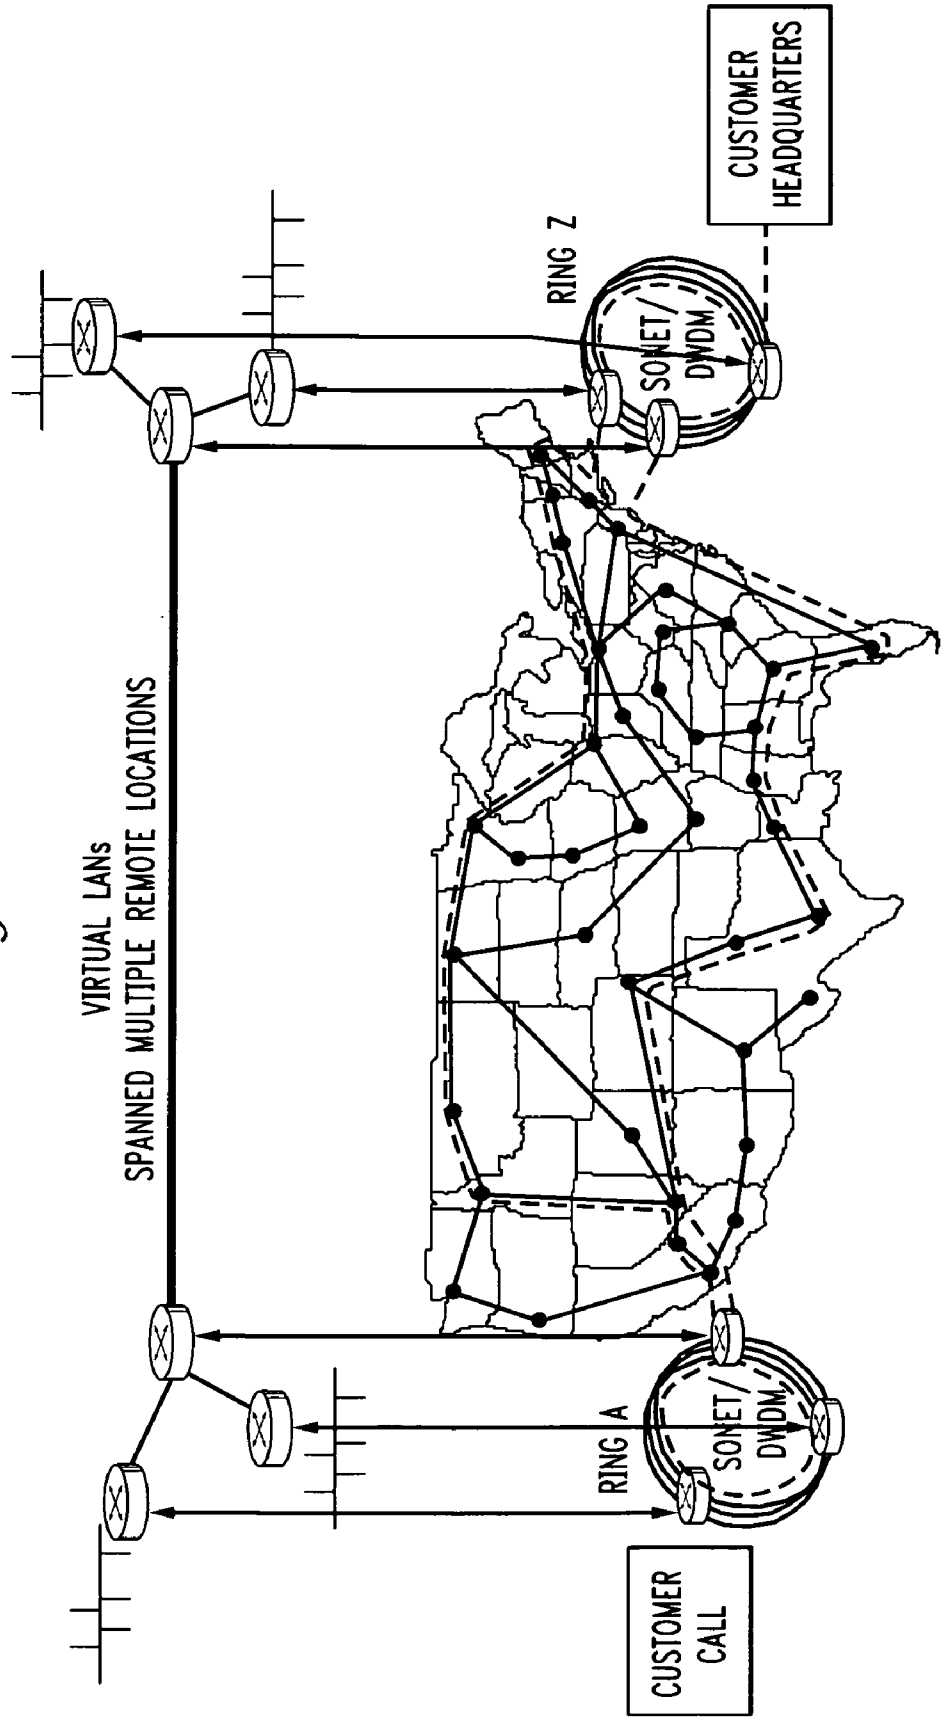 VIRTUAL LANs
SPANNED MULTIPLE REMOTE LOCATIONS
RING A
SONET/
DWDM
CUSTOMER
CALL
RING Z
SONET/
DWDM
CUSTOMER
HEADQUARTERS